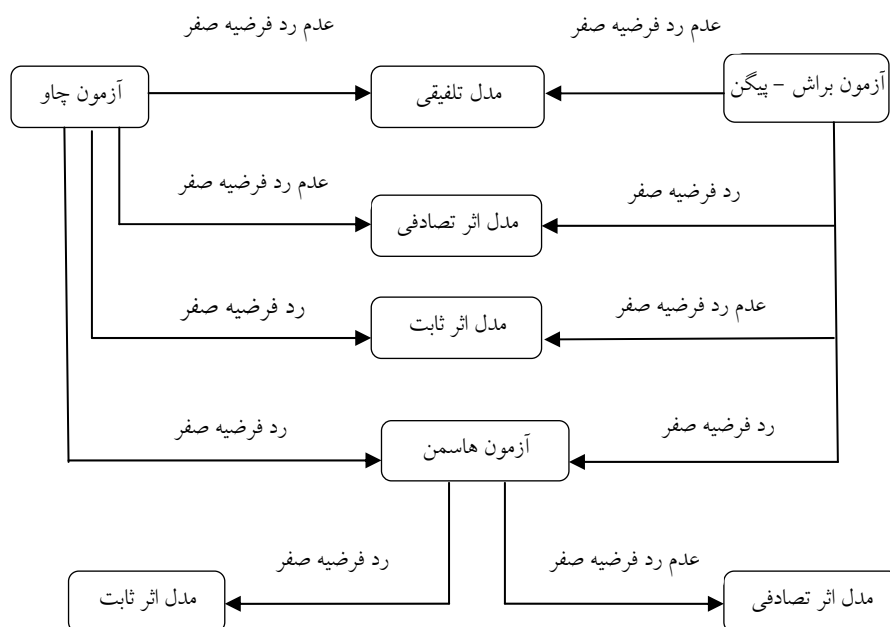 عدم رد فرضیه صفر
عدم رد فرضیه صفر
آزمون براش – پیگن
مدل تلفیقی
آزمون چاو
رد فرضیه صفر
عدم رد فرضیه صفر
مدل اثر تصادفی
عدم رد فرضیه صفر
رد فرضیه صفر
مدل اثر ثابت
رد فرضیه صفر
رد فرضیه صفر
آزمون هاسمن
عدم رد فرضیه صفر
رد فرضیه صفر
مدل اثر تصادفی
مدل اثر ثابت